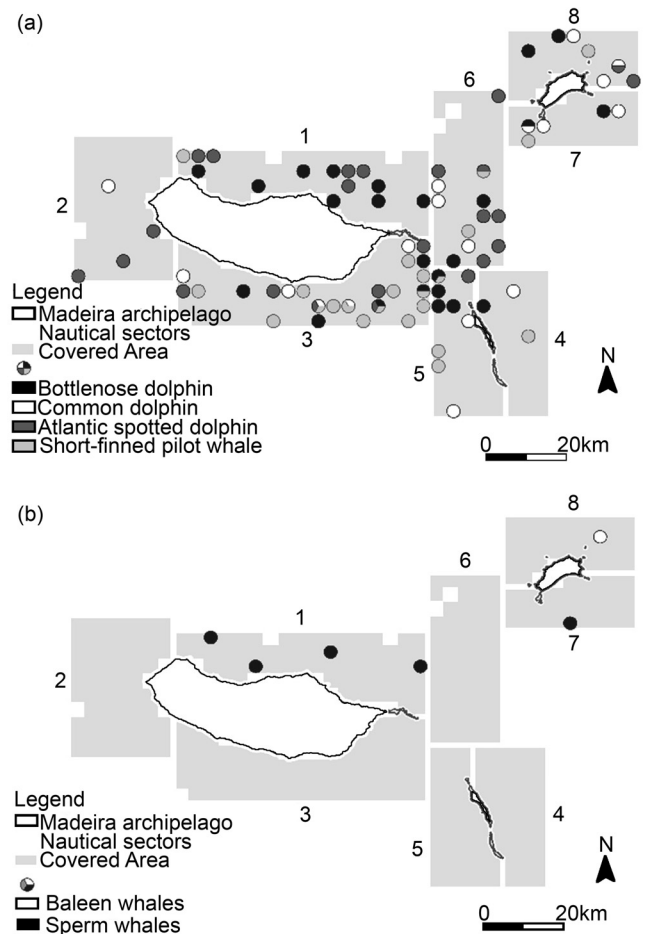 (a)
8
6
1
7
2
Legend
Madeira archipelago
Nautical sectors
Covered Area
3
4
5
N
Bottlenose dolphin
Common dolphin
Atlantic spotted dolphin
Short-finned pilot whale
0 20km
(b)
8
6
1
7
2
Legend
Madeira archipelago
Nautical sectors
Covered Area
3
4
5
N
Baleen whales
Sperm whales
0 20km